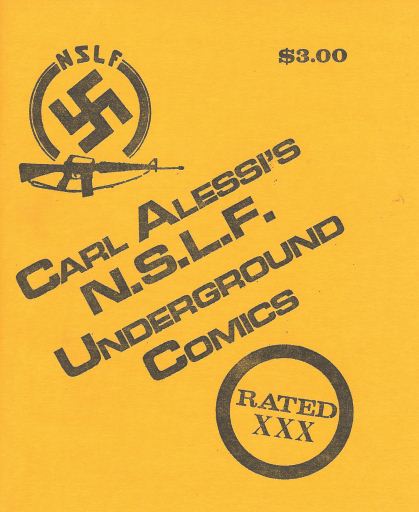 NSLF
$3.00
CARL ALESSI'S
N.S.L.F.
UNDERGROUND
COMICS
RATED
XXX